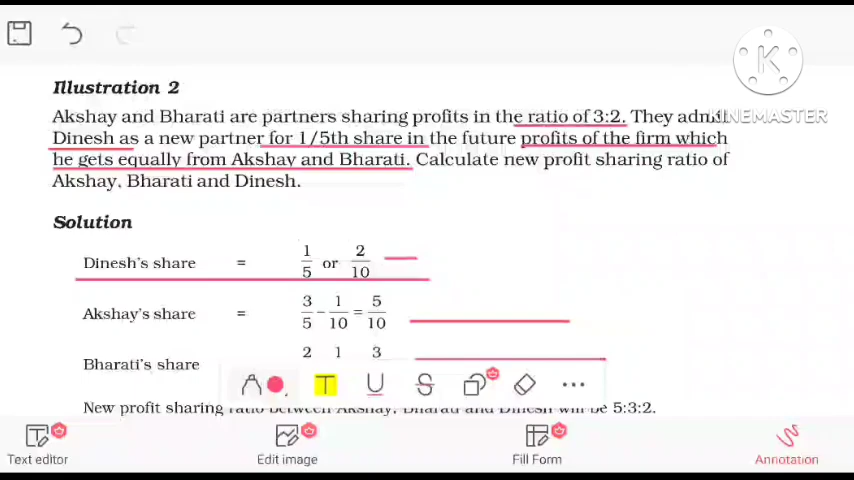 Illustration 2
K
Akshay and Bharati are partners sharing profits in the ratio of 3:2. They admit
KINEMASTER
Dinesh as a new partner for 1/5th share in the future profits of the firm which
he gets equally from Akshay and Bharati. Calculate new profit sharing ratio of
Akshay, Bharati and Dinesh.
Solution
Dinesh's share = 1/5 or 2/10
Akshay's share = 3/5 − 1/10 = 5/10
Bharati's share 2 1 3
T U S
New profit sharing ratio between Akshay, Bharati and Dinesh will be 5:3:2.
Text editor Edit image Fill Form Annotation